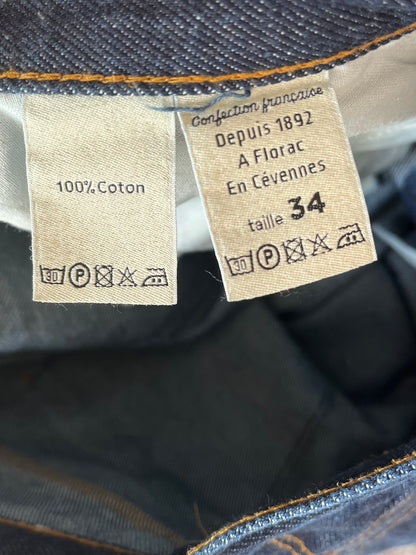 100% Coton
30 P
Confection française
Depuis 1892
A Florac
En Cévennes
taille 34
30 P